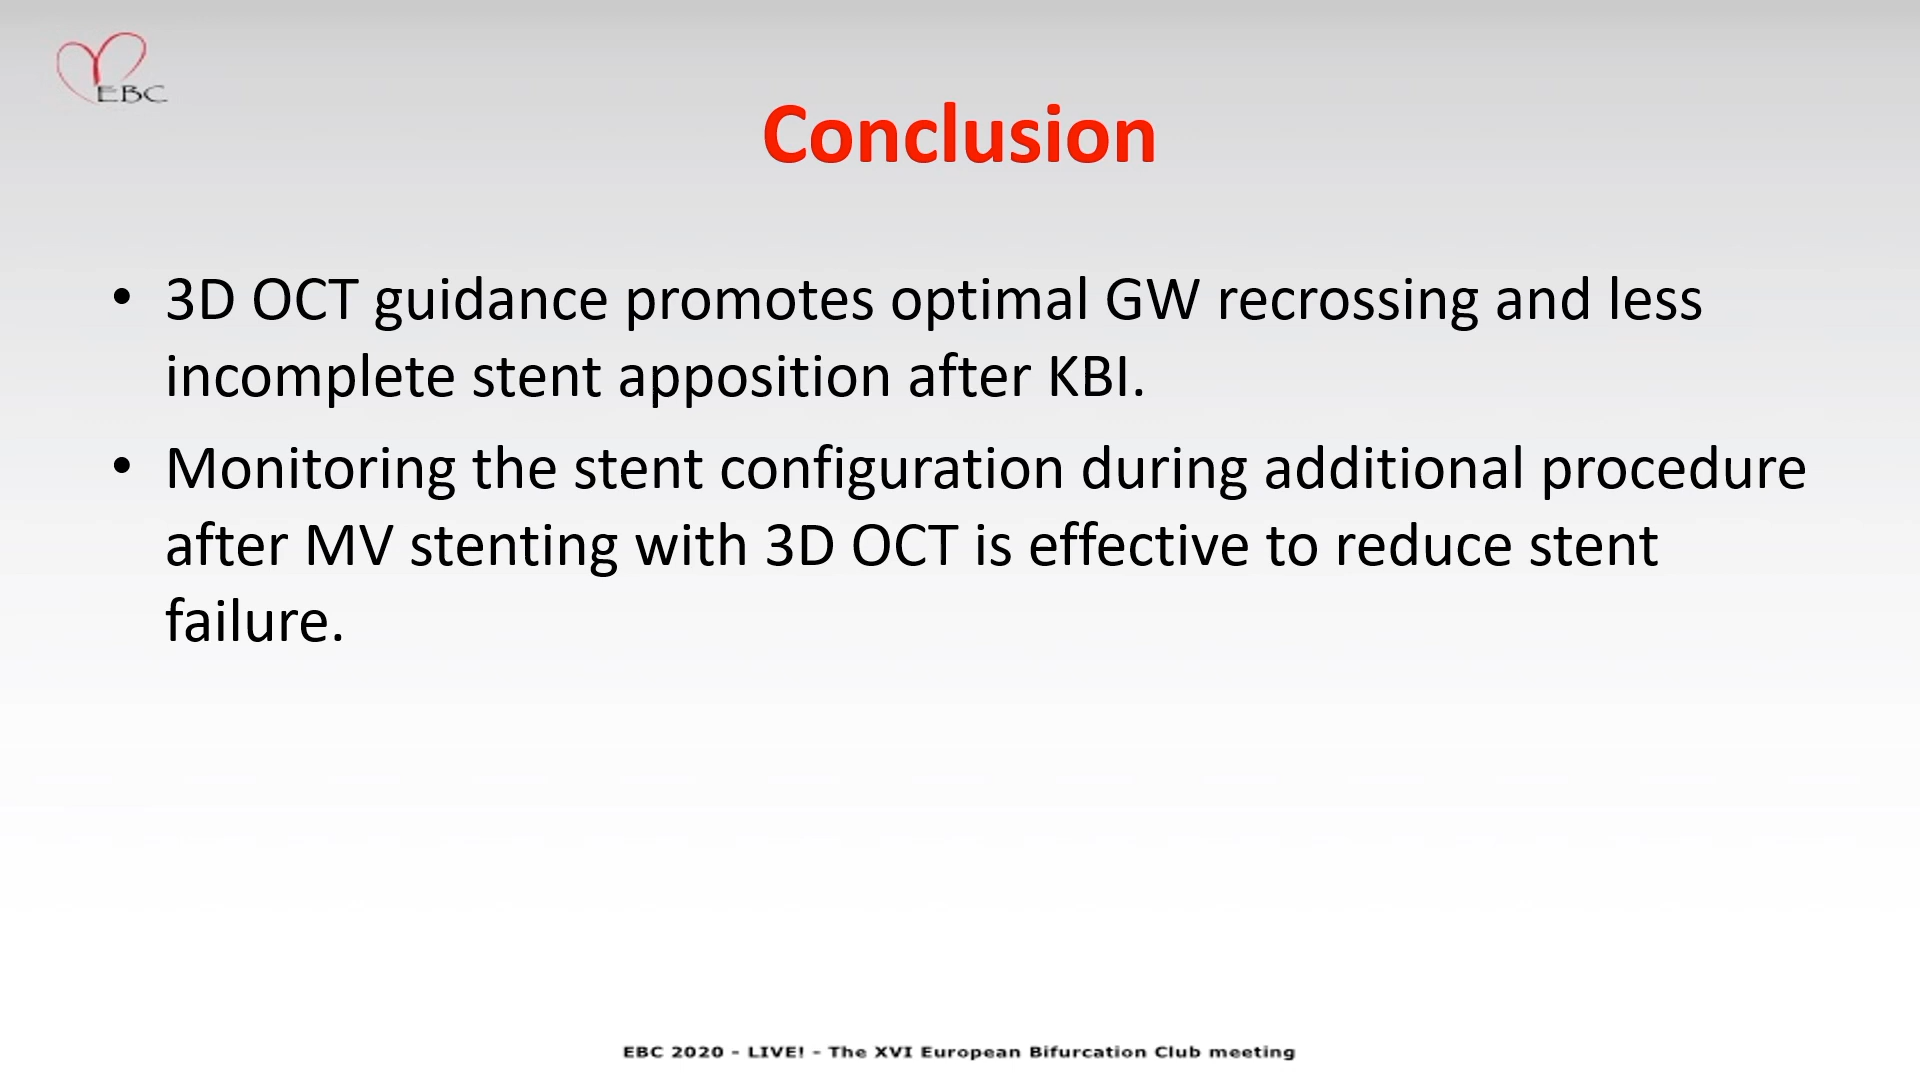 EBC
Conclusion
• 3D OCT guidance promotes optimal GW recrossing and less
incomplete stent apposition after KBI.
• Monitoring the stent configuration during additional procedure
after MV stenting with 3D OCT is effective to reduce stent
failure.
EBC 2020 - LIVE! - The XVI European Bifurcation Club meeting